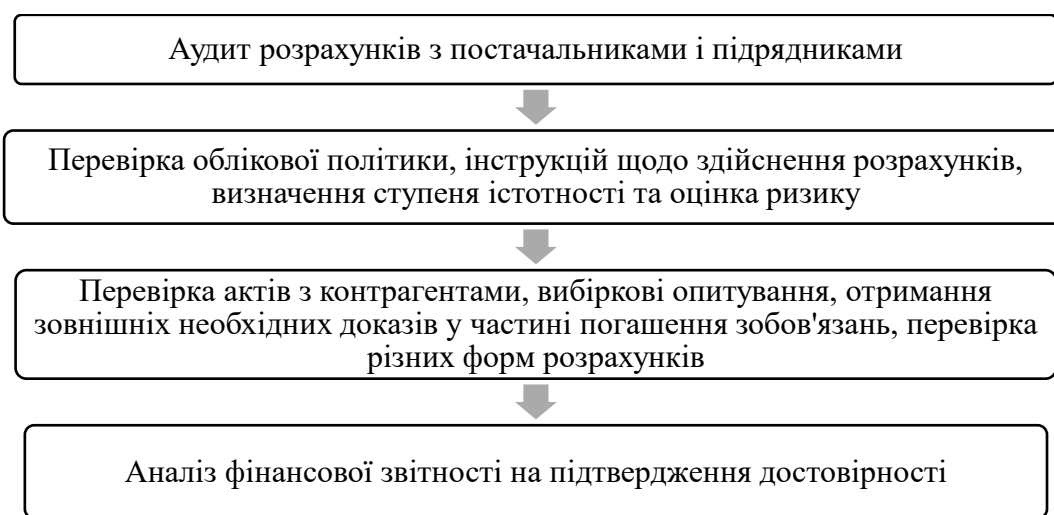 Аудит розрахунків з постачальниками і підрядниками
Перевірка облікової політики, інструкцій щодо здійснення розрахунків,
визначення ступеня істотності та оцінка ризику
Перевірка актів з контрагентами, вибіркові опитування, отримання
зовнішніх необхідних доказів у частині погашення зобов'язань, перевірка
різних форм розрахунків
Аналіз фінансової звітності на підтвердження достовірності